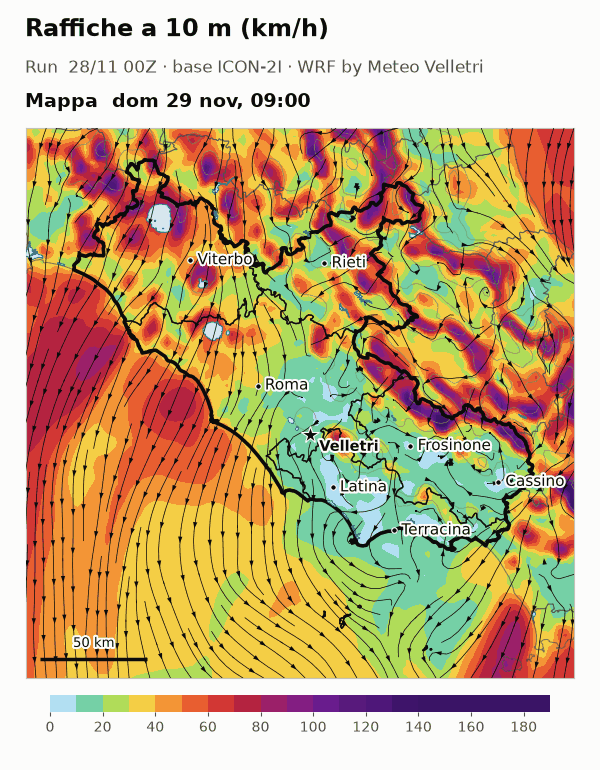 Raffiche a 10 m (km/h)
Run 28/11 00Z · base ICON-2I · WRF by Meteo Velletri
Mappa dom 29 nov, 09:00
Viterbo
Rieti
Roma
Velletri
Frosinone
Latina
Cassino
Terracina
50 km
0 20 40 60 80 100 120 140 160 180